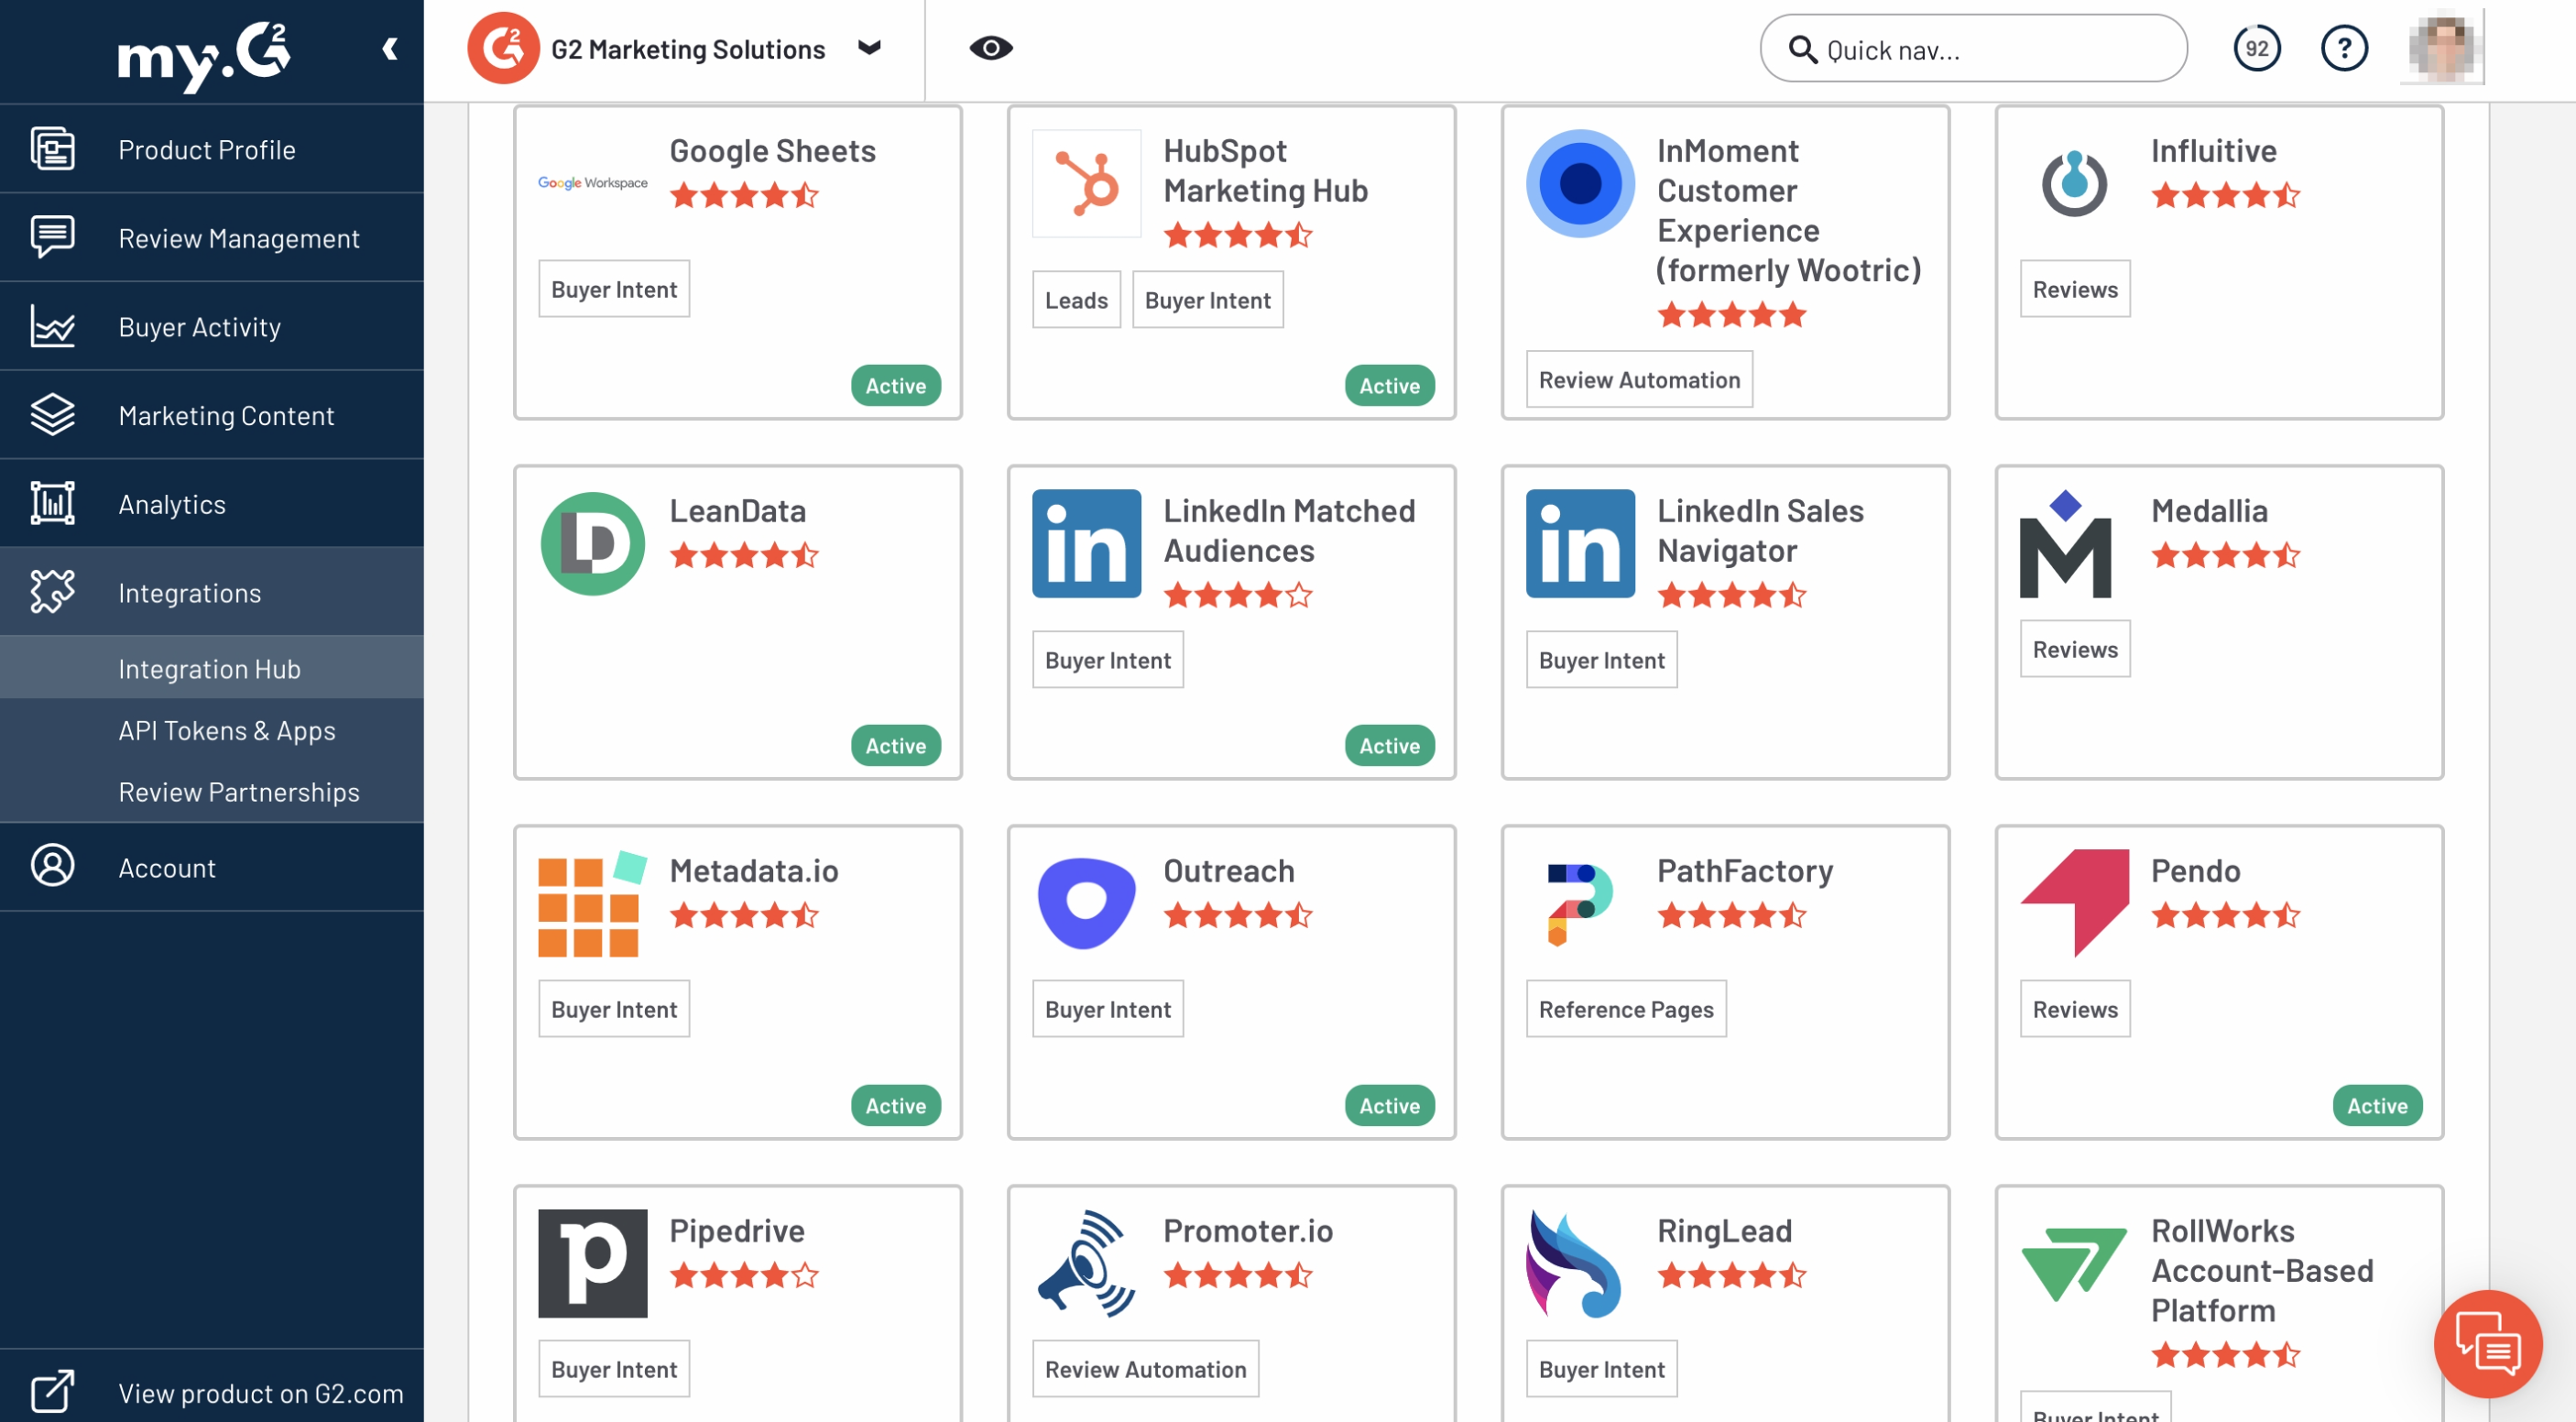 my.G2
G2 Marketing Solutions
Quick nav...
92
?
Product Profile
Review Management
Buyer Activity
Marketing Content
Analytics
Integrations
Integration Hub
API Tokens & Apps
Review Partnerships
Account
View product on G2.com
Google Workspace
Google Sheets
Buyer Intent
Active
HubSpot
Marketing Hub
Leads
Buyer Intent
Active
InMoment
Customer
Experience
(formerly Wootric)
Review Automation
Influitive
Reviews
LD
LeanData
Active
in
LinkedIn Matched
Audiences
Buyer Intent
Active
in
LinkedIn Sales
Navigator
Buyer Intent
M
Medallia
Reviews
Metadata.io
Buyer Intent
Active
Outreach
Buyer Intent
Active
PathFactory
Reference Pages
Pendo
Reviews
Active
p
Pipedrive
Buyer Intent
Promoter.io
Review Automation
RingLead
Buyer Intent
RollWorks
Account-Based
Platform
Buyer Intent